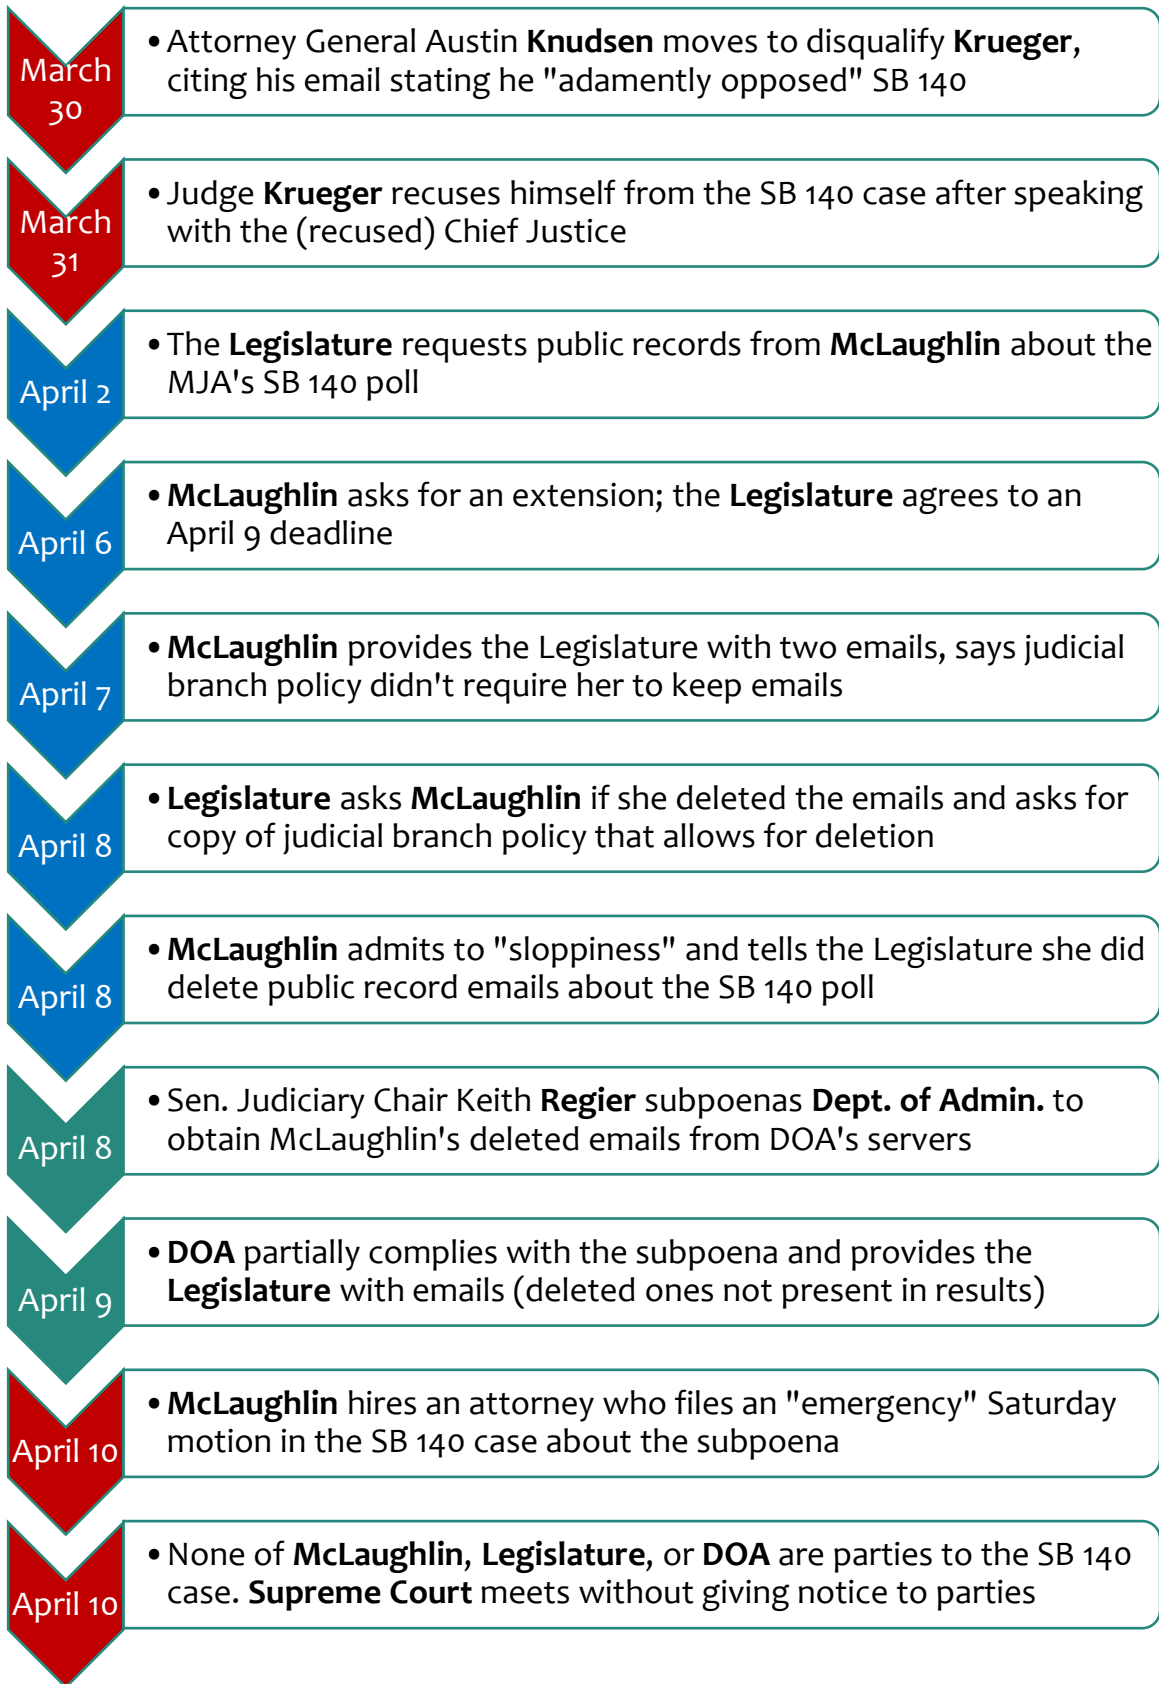 March
30
• Attorney General Austin Knudsen moves to disqualify Krueger,
citing his email stating he "adamently opposed" SB 140
March
31
• Judge Krueger recuses himself from the SB 140 case after speaking
with the (recused) Chief Justice
April 2
• The Legislature requests public records from McLaughlin about the
MJA's SB 140 poll
April 6
• McLaughlin asks for an extension; the Legislature agrees to an
April 9 deadline
April 7
• McLaughlin provides the Legislature with two emails, says judicial
branch policy didn't require her to keep emails
April 8
• Legislature asks McLaughlin if she deleted the emails and asks for
copy of judicial branch policy that allows for deletion
April 8
• McLaughlin admits to "sloppiness" and tells the Legislature she did
delete public record emails about the SB 140 poll
April 8
• Sen. Judiciary Chair Keith Regier subpoenas Dept. of Admin. to
obtain McLaughlin's deleted emails from DOA's servers
April 9
• DOA partially complies with the subpoena and provides the
Legislature with emails (deleted ones not present in results)
April 10
• McLaughlin hires an attorney who files an "emergency" Saturday
motion in the SB 140 case about the subpoena
April 10
• None of McLaughlin, Legislature, or DOA are parties to the SB 140
case. Supreme Court meets without giving notice to parties